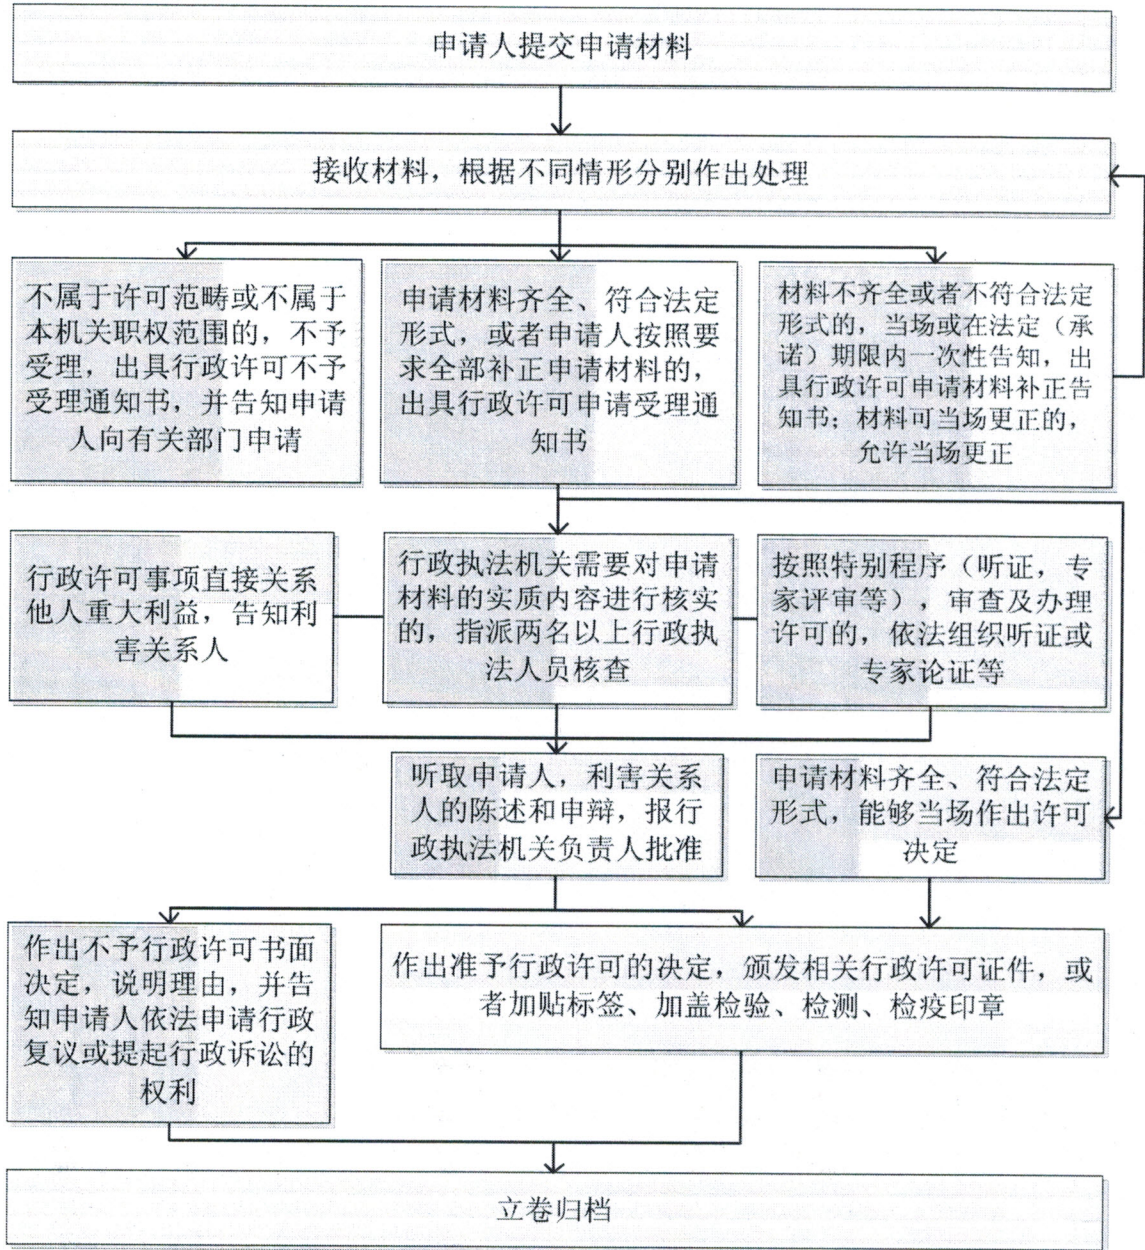 申请人提交申请材料
接收材料，根据不同情形分别作出处理
不属于许可范畴或不属于
本机关职权范围的，不予
受理，出具行政许可不予
受理通知书，并告知申请
人向有关部门申请
申请材料齐全、符合法定
形式，或者申请人按照要
求全部补正申请材料的，
出具行政许可申请受理通
知书
材料不齐全或者不符合法定
形式的，当场或在法定（承
诺）期限内一次性告知，出
具行政许可申请材料补正告
知书；材料可当场更正的，
允许当场更正
行政许可事项直接关系
他人重大利益，告知利
害关系人
行政执法机关需要对申请
材料的实质内容进行核实
的，指派两名以上行政执
法人员核查
按照特别程序（听证，专
家评审等），审查及办理
许可的，依法组织听证或
专家论证等
听取申请人，利害关系
人的陈述和申辩，报行
政执法机关负责人批准
申请材料齐全、符合法定
形式，能够当场作出许可
决定
作出不予行政许可书面
决定，说明理由，并告
知申请人依法申请行政
复议或提起行政诉讼的
权利
作出准予行政许可的决定，颁发相关行政许可证件，或
者加贴标签、加盖检验、检测、检疫印章
立卷归档